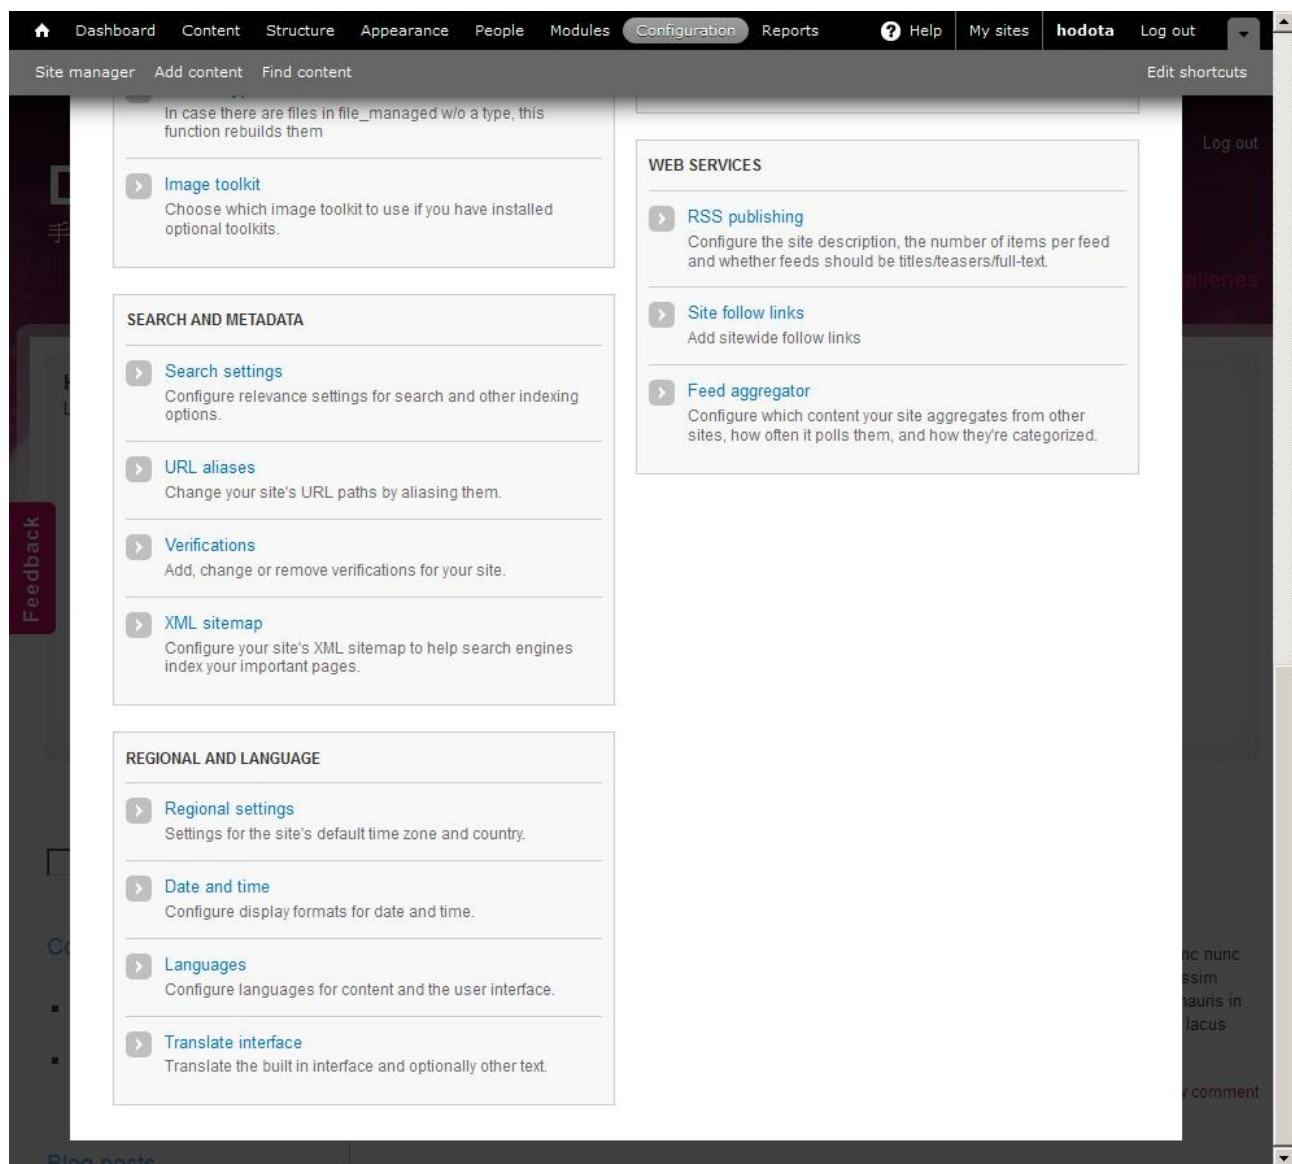 Dashboard Content Structure Appearance People Modules Configuration Reports Help My sites hodota Log out
Site manager Add content Find content Edit shortcuts
In case there are files in file_managed w/o a type, this
function rebuilds them
Image toolkit
Choose which image toolkit to use if you have installed
optional toolkits.
SEARCH AND METADATA
Search settings
Configure relevance settings for search and other indexing
options.
URL aliases
Change your site's URL paths by aliasing them.
Verifications
Add, change or remove verifications for your site.
XML sitemap
Configure your site's XML sitemap to help search engines
index your important pages.
REGIONAL AND LANGUAGE
Regional settings
Settings for the site's default time zone and country.
Date and time
Configure display formats for date and time.
Languages
Configure languages for content and the user interface.
Translate interface
Translate the built in interface and optionally other text.
WEB SERVICES
RSS publishing
Configure the site description, the number of items per feed
and whether feeds should be titles/teasers/full-text.
Site follow links
Add sitewide follow links
Feed aggregator
Configure which content your site aggregates from other
sites, how often it polls them, and how they're categorized.
Log out
手
Feedback
nunc
mauris in
lacus
comment
Blog posts